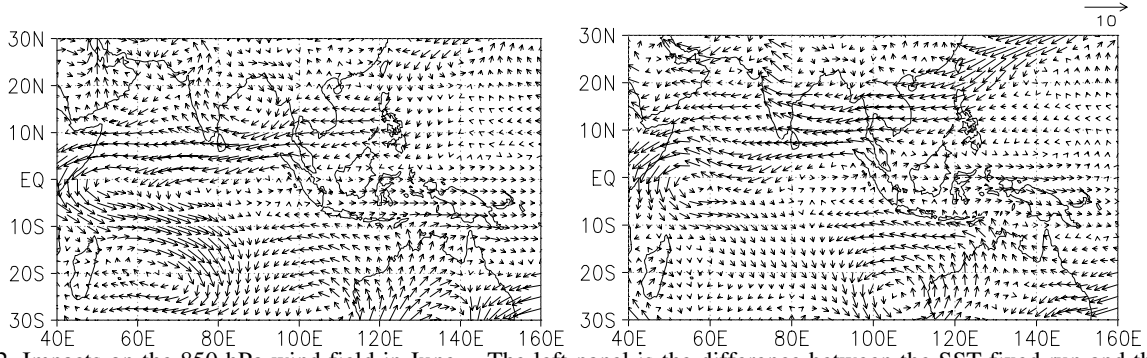 10
30N
20N
10N
EQ
10S
20S
30S
40E 60E 80E 100E 120E 140E 160E
30N
20N
10N
EQ
10S
20S
30S
40E 60E 80E 100E 120E 140E 160E
2. Impacts on the 850 hPa wind field in June. The left panel is the difference between the SST fixed run and t